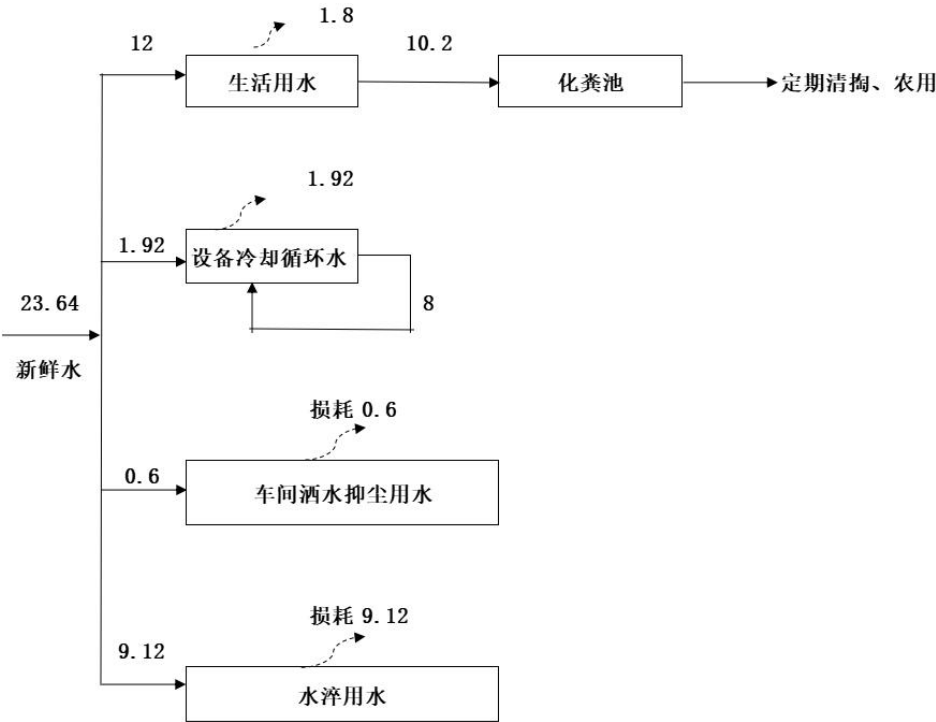 1.8
12
10.2
生活用水
化粪池
定期清掏、农用
1.92
1.92
设备冷却循环水
23.64
8
新鲜水
损耗 0.6
0.6
车间洒水抑尘用水
损耗 9.12
9.12
水淬用水